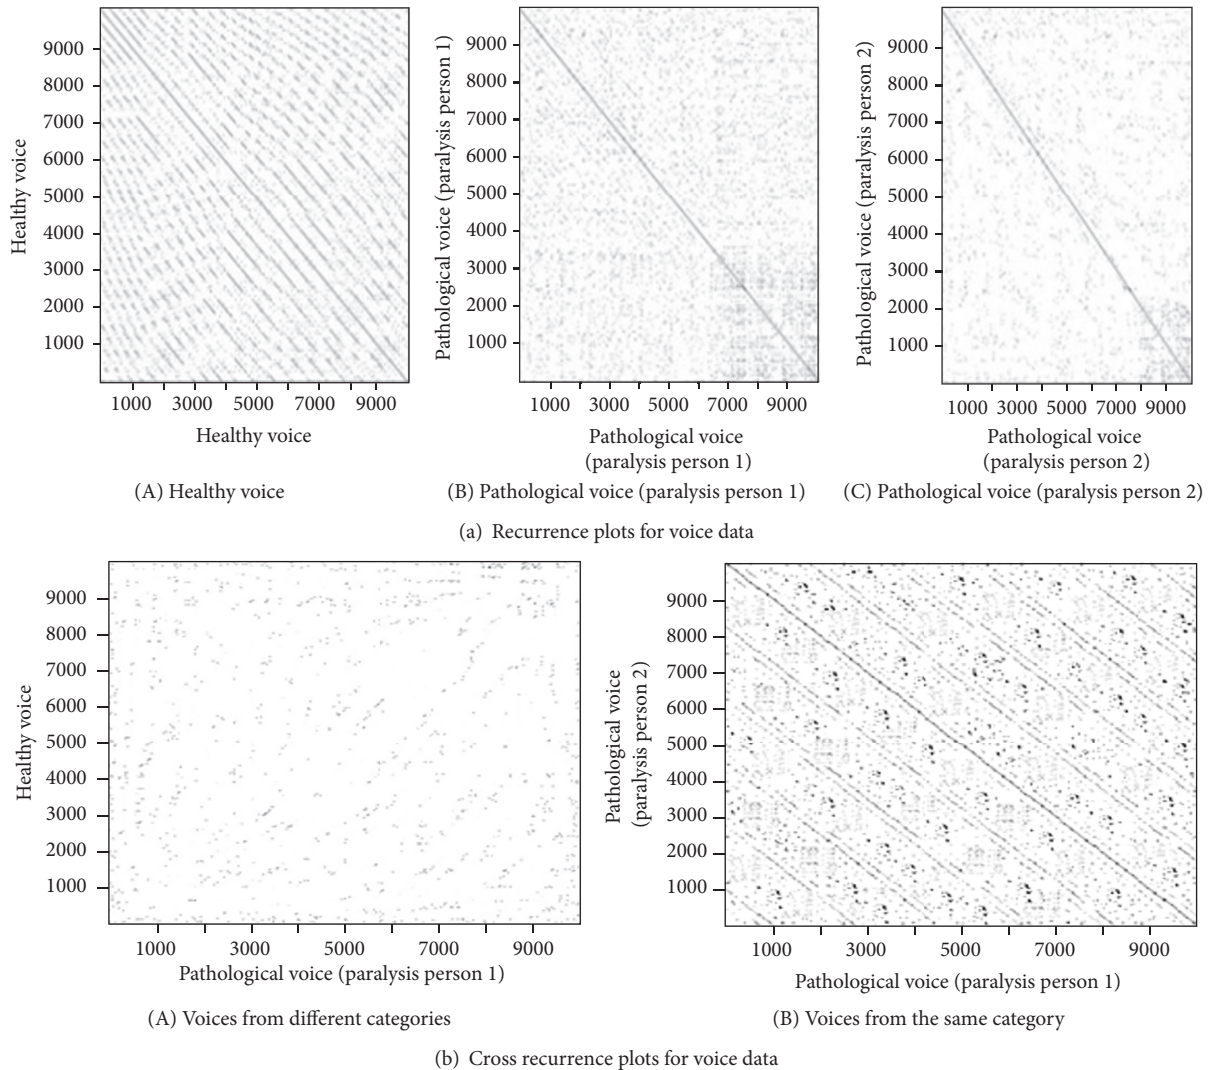 Healthy voice
9000
8000
7000
6000
5000
4000
3000
2000
1000
1000 3000 5000 7000 9000
Healthy voice
(A) Healthy voice
Pathological voice (paralysis person 1)
9000
8000
7000
6000
5000
4000
3000
2000
1000
1000 3000 5000 7000 9000
Pathological voice
(paralysis person 1)
(B) Pathological voice (paralysis person 1)
Pathological voice (paralysis person 2)
9000
8000
7000
6000
5000
4000
3000
2000
1000
1000 3000 5000 7000 9000
Pathological voice
(paralysis person 2)
(C) Pathological voice (paralysis person 2)
(a) Recurrence plots for voice data
Healthy voice
9000
8000
7000
6000
5000
4000
3000
2000
1000
1000 3000 5000 7000 9000
Pathological voice (paralysis person 1)
(A) Voices from different categories
Pathological voice
(paralysis person 2)
9000
8000
7000
6000
5000
4000
3000
2000
1000
1000 3000 5000 7000 9000
Pathological voice (paralysis person 1)
(B) Voices from the same category
(b) Cross recurrence plots for voice data